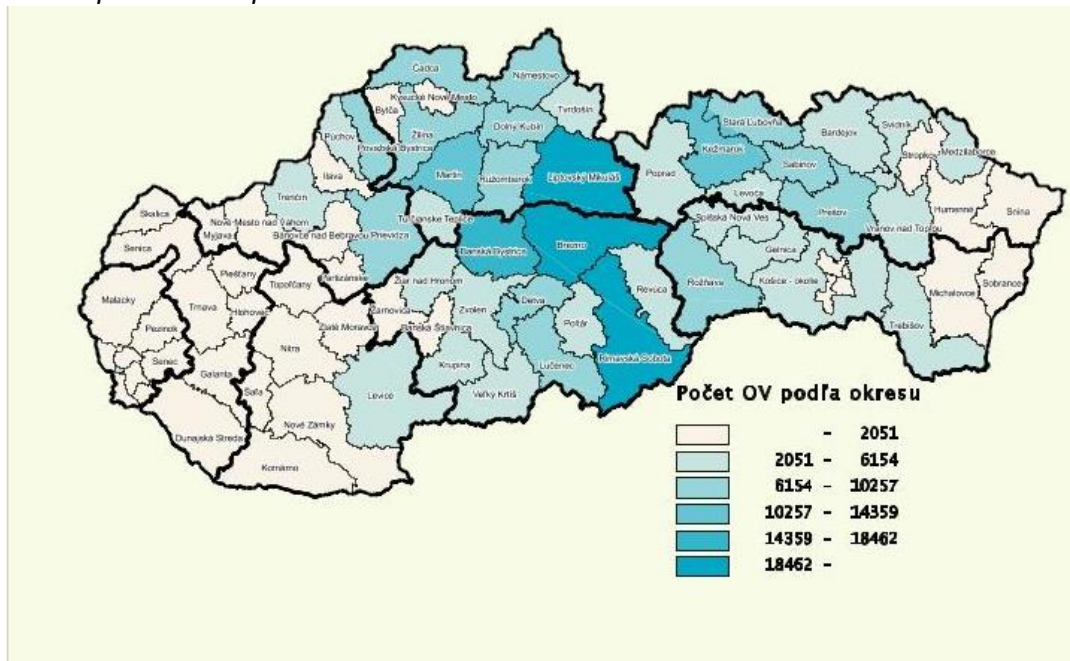 Čadca
Námestovo
Kysucké Nové Mesto
Bytča
Tvrdošín
Žilina
Dolný Kubín
Púchov
Považská Bystrica
Ilava
Martin
Ružomberok
Liptovský Mikuláš
Poprad
Kežmarok
Stará Ľubovňa
Bardejov
Svidník
Stropkov
Medzilaborce
Sabinov
Levoča
Prešov
Humenné
Snina
Vranov nad Topľou
Trenčín
Turčianske Teplice
Prievidza
Skalica
Nové Mesto nad Váhom
Myjava
Bánovce nad Bebravou
Senica
Spišská Nová Ves
Gelnica
Banská Bystrica
Brezno
Partizánske
Topoľčany
Piešťany
Žiar nad Hronom
Malacky
Trnava
Hlohovec
Zvolen
Detva
Revúca
Rožňava
Košice - okolie
Michalovce
Sobrance
Trebišov
Žarnovica
Zlaté Moravce
Banská Štiavnica
Poltár
Pezinok
Nitra
Senec
Galanta
Krupina
Lučenec
Rimavská Sobota
Šaľa
Levice
Veľký Krtíš
Dunajská Streda
Nové Zámky
Komárno
Počet OV podľa okresu
- 2051
2051 - 6154
6154 - 10257
10257 - 14359
14359 - 18462
18462 -